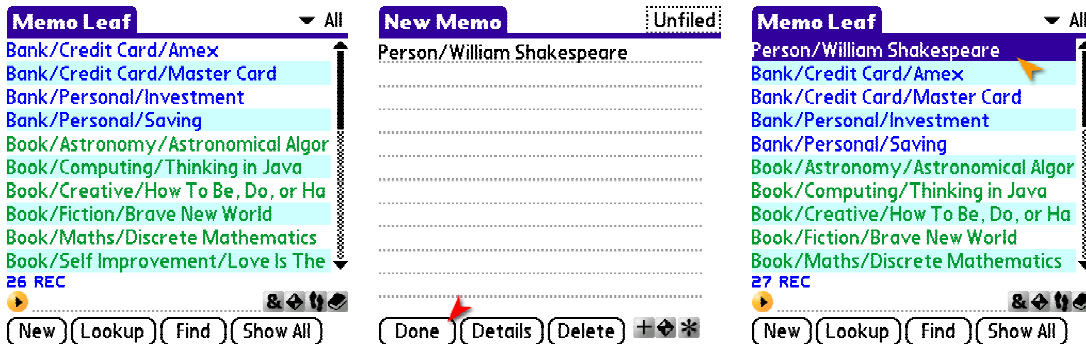 Memo Leaf
All
Bank/Credit Card/Amex
Bank/Credit Card/Master Card
Bank/Personal/Investment
Bank/Personal/Saving
Book/Astronomy/Astronomical Algor
Book/Computing/Thinking in Java
Book/Creative/How To Be, Do, or Ha
Book/Fiction/Brave New World
Book/Maths/Discrete Mathematics
Book/Self Improvement/Love Is The
26 REC
&
New Lookup Find Show All
New Memo
Unfiled
Person/William Shakespeare
Done Details Delete + *
Memo Leaf
All
Person/William Shakespeare
Bank/Credit Card/Amex
Bank/Credit Card/Master Card
Bank/Personal/Investment
Bank/Personal/Saving
Book/Astronomy/Astronomical Algor
Book/Computing/Thinking in Java
Book/Creative/How To Be, Do, or Ha
Book/Fiction/Brave New World
Book/Maths/Discrete Mathematics
27 REC
&
New Lookup Find Show All